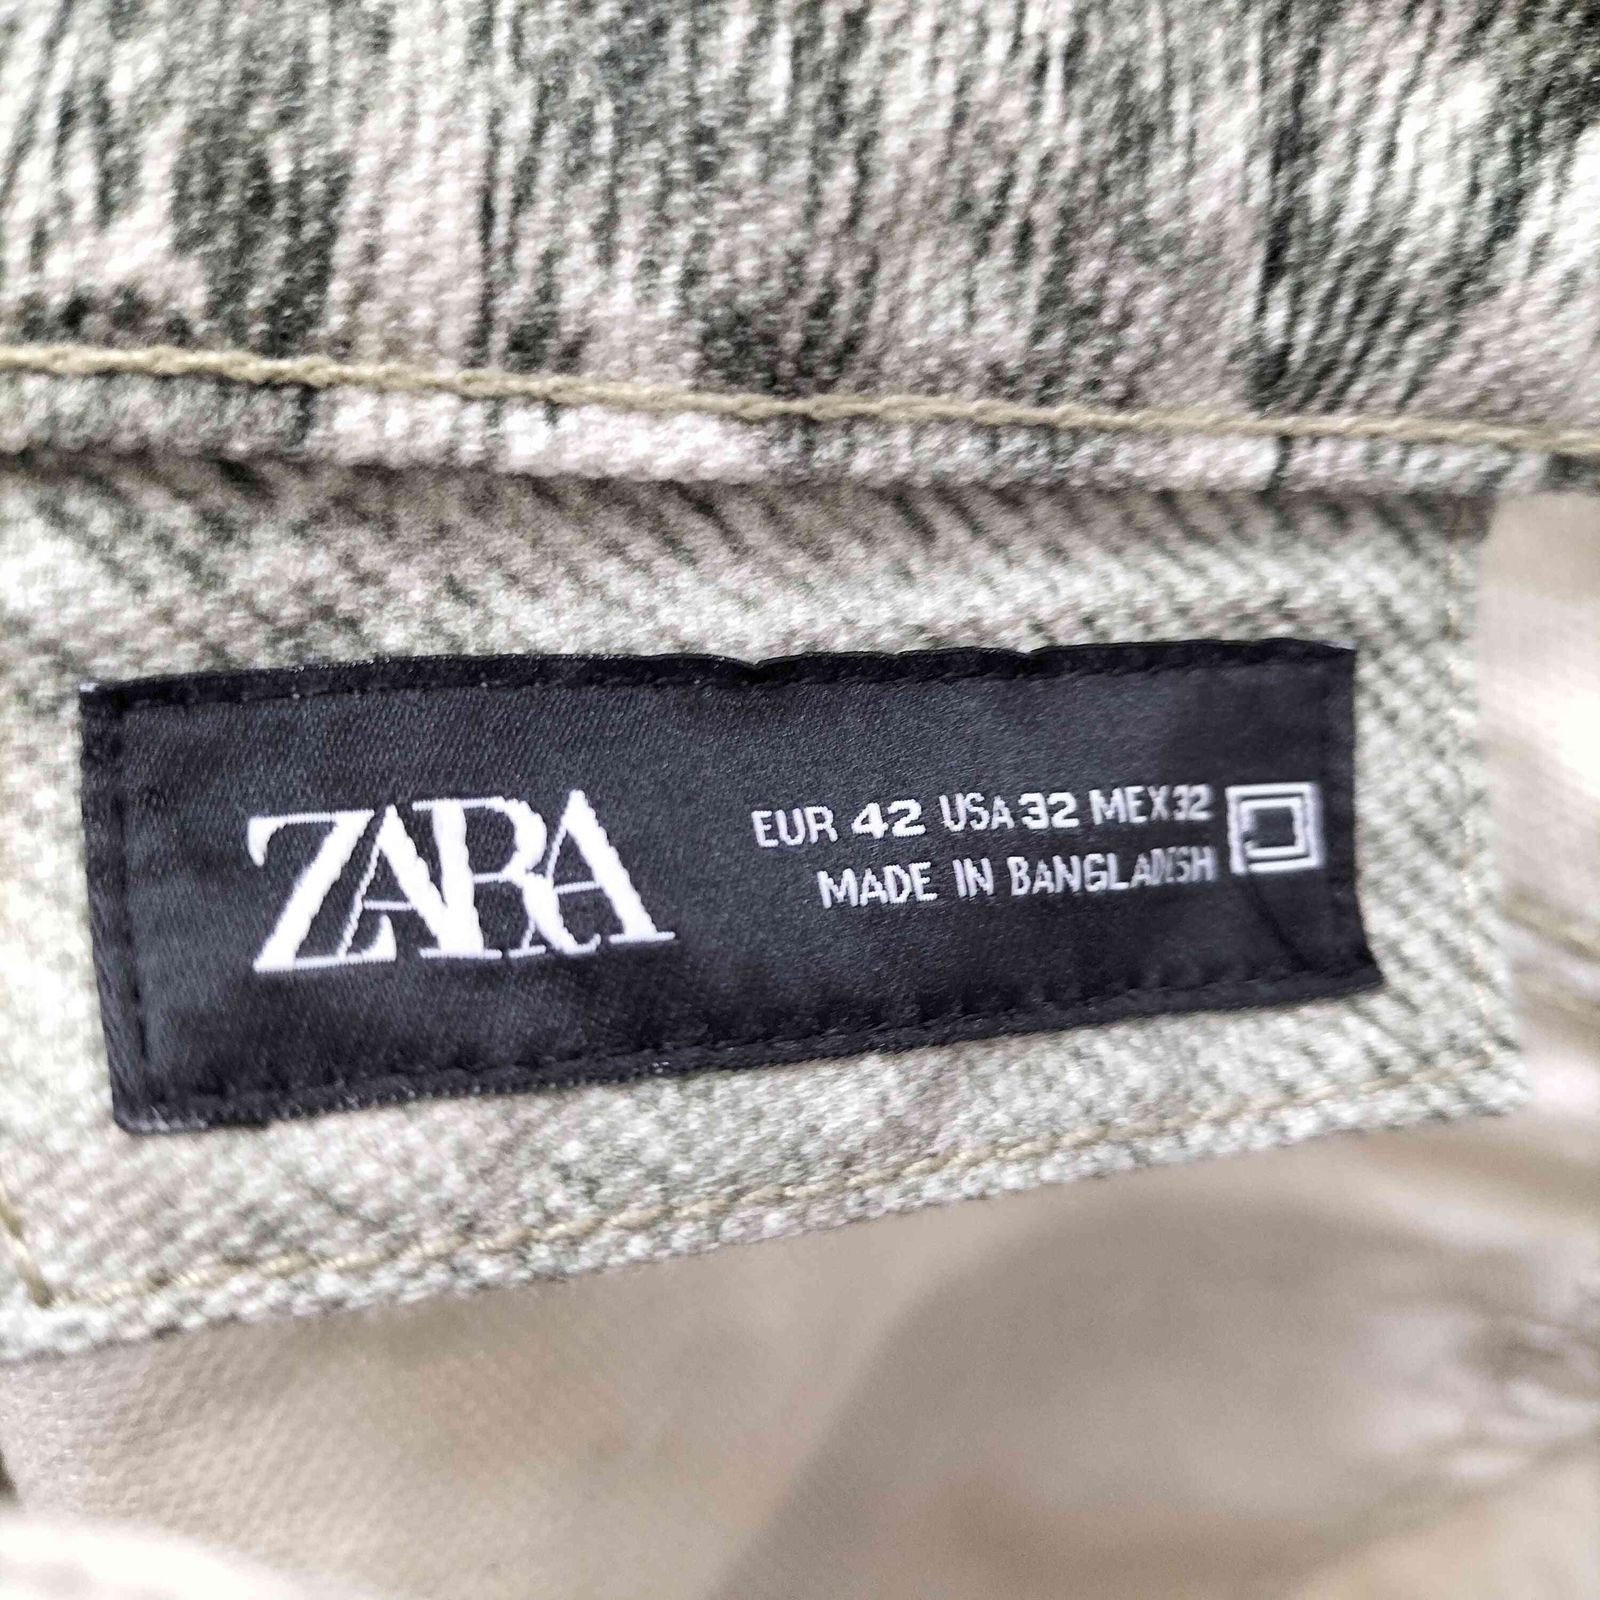 ZARA
EUR 42 USA 32 MEX 32
MADE IN BANGLADESH